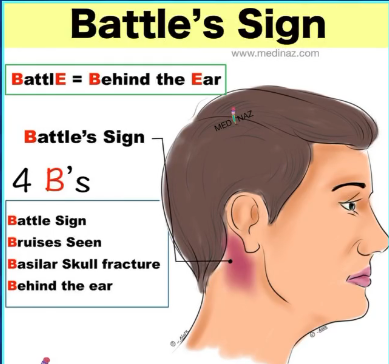 Battle's Sign
www.medinaz.com
BattlE = Behind the Ear
MEDINAZ
Battle's Sign
4 B's
Battle Sign
Bruises Seen
Basilar Skull fracture
Behind the ear